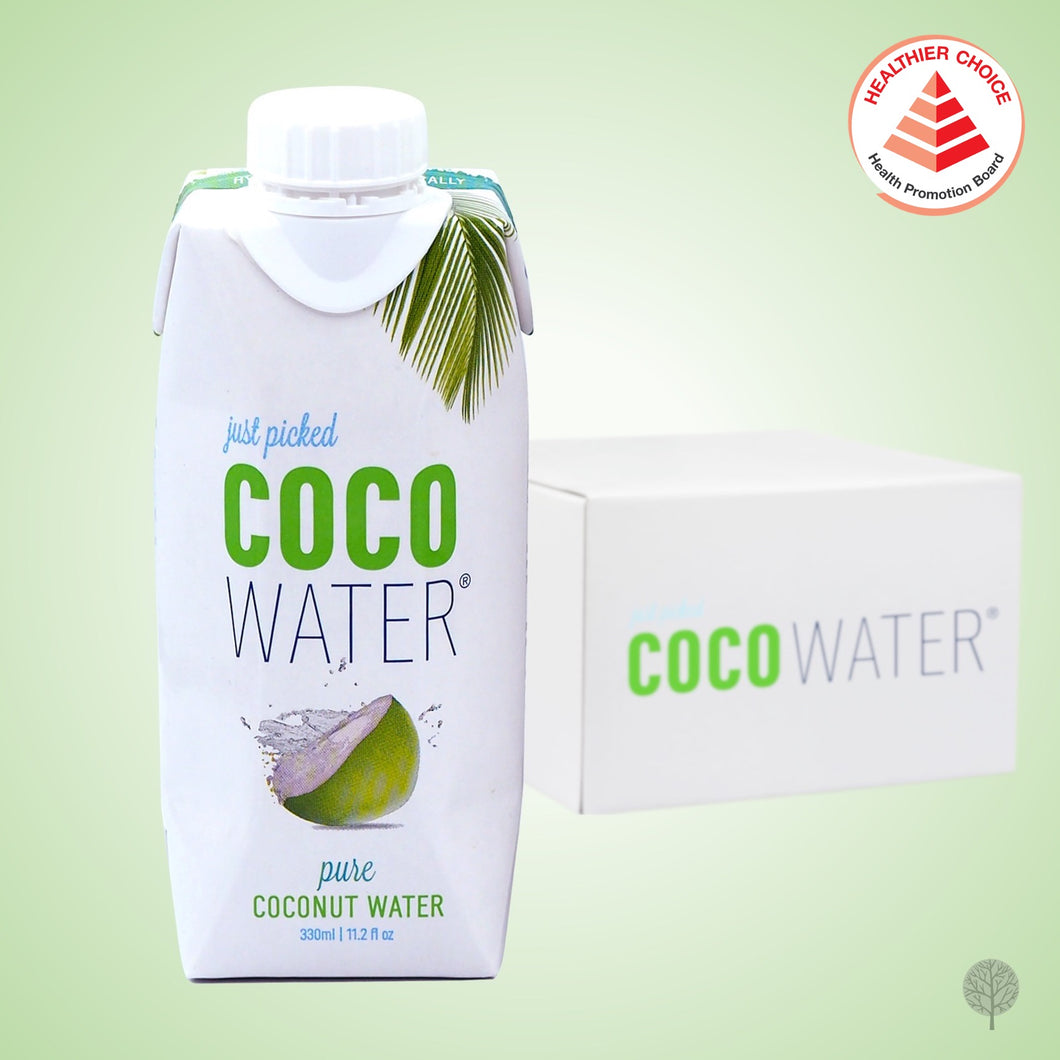 HEALTHIER CHOICE
Health Promotion Board
just picked
COCO
WATER®
pure
COCONUT WATER
330ml | 11.2 fl oz
just picked
COCO WATER®